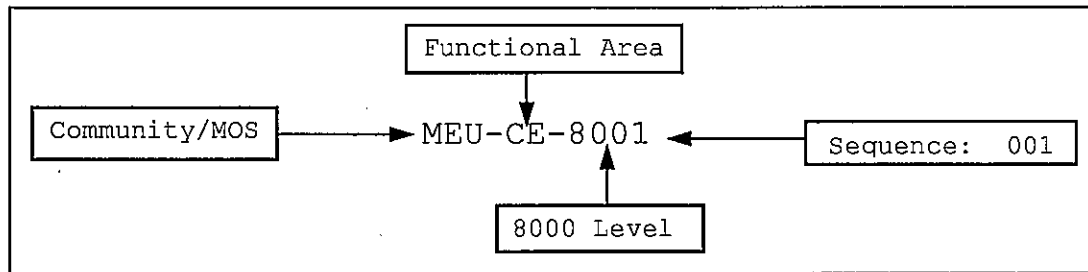 Functional Area
Community/MOS
MEU-CE-8001
Sequence: 001
8000 Level